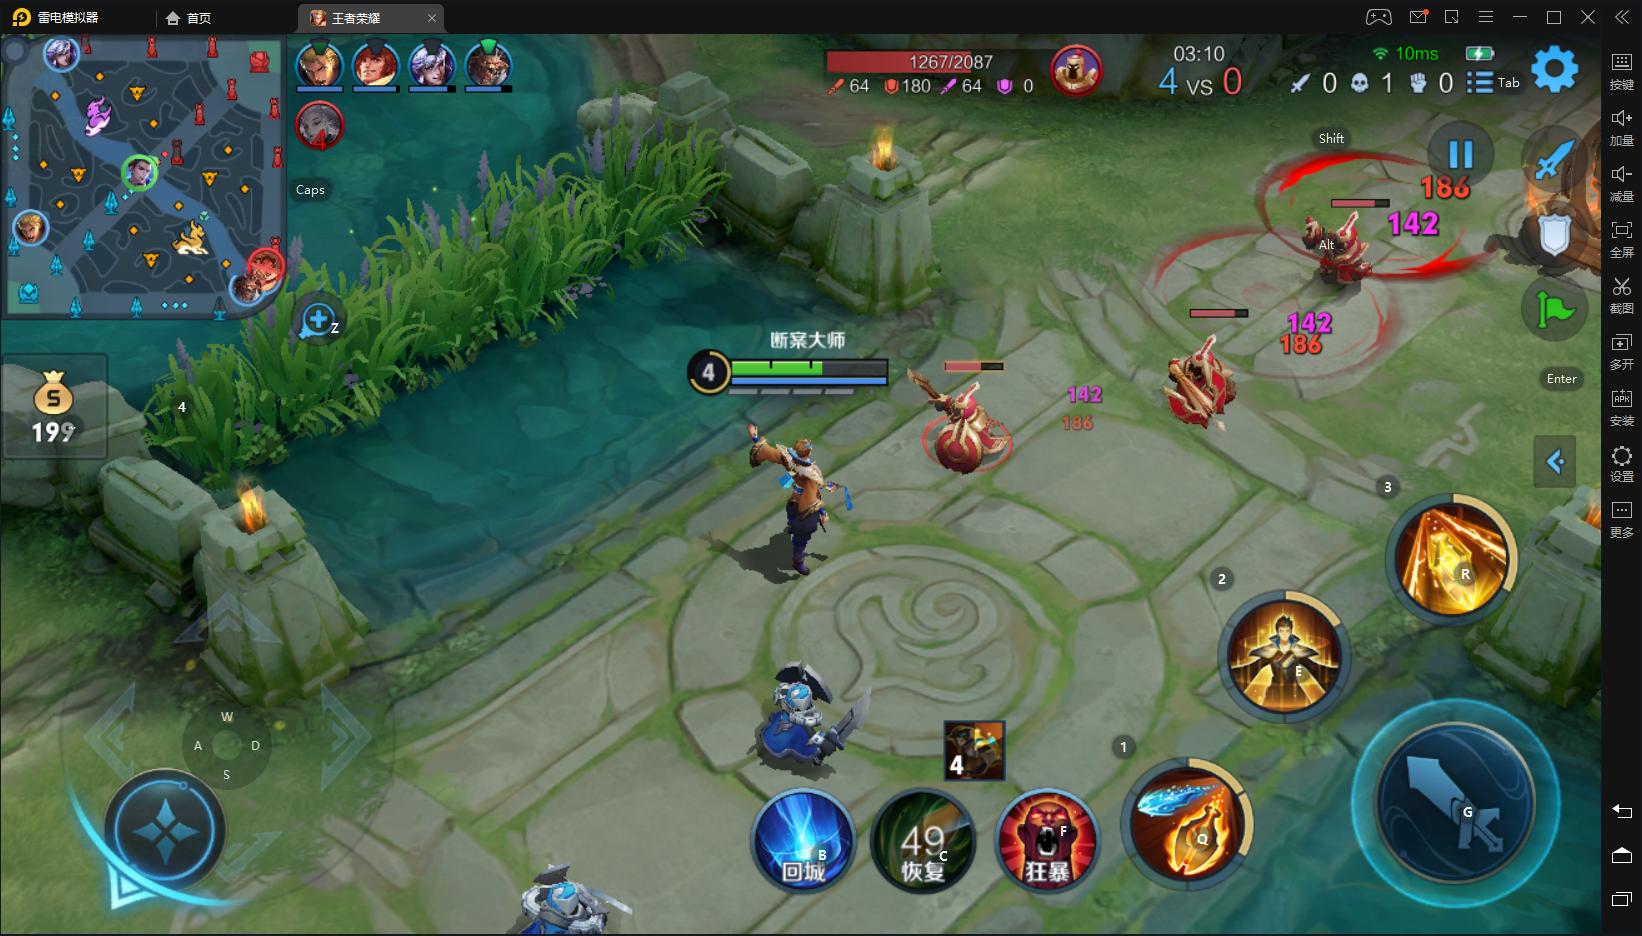 雷电模拟器
首页
王者荣耀
1267/2087
64 180 64 0
03:10
4 VS 0
10ms
0 1 0 Tab
4
Caps
Shift
186
142
Alt
142
186
Z
断案大师
4
142
186
S
199
4
Enter
3
R
2
E
W
A D
S
1
4
49
B
回城
C
恢复
F
狂暴
Q
G
按键
加量
减量
全屏
截图
多开
APK
安装
设置
更多